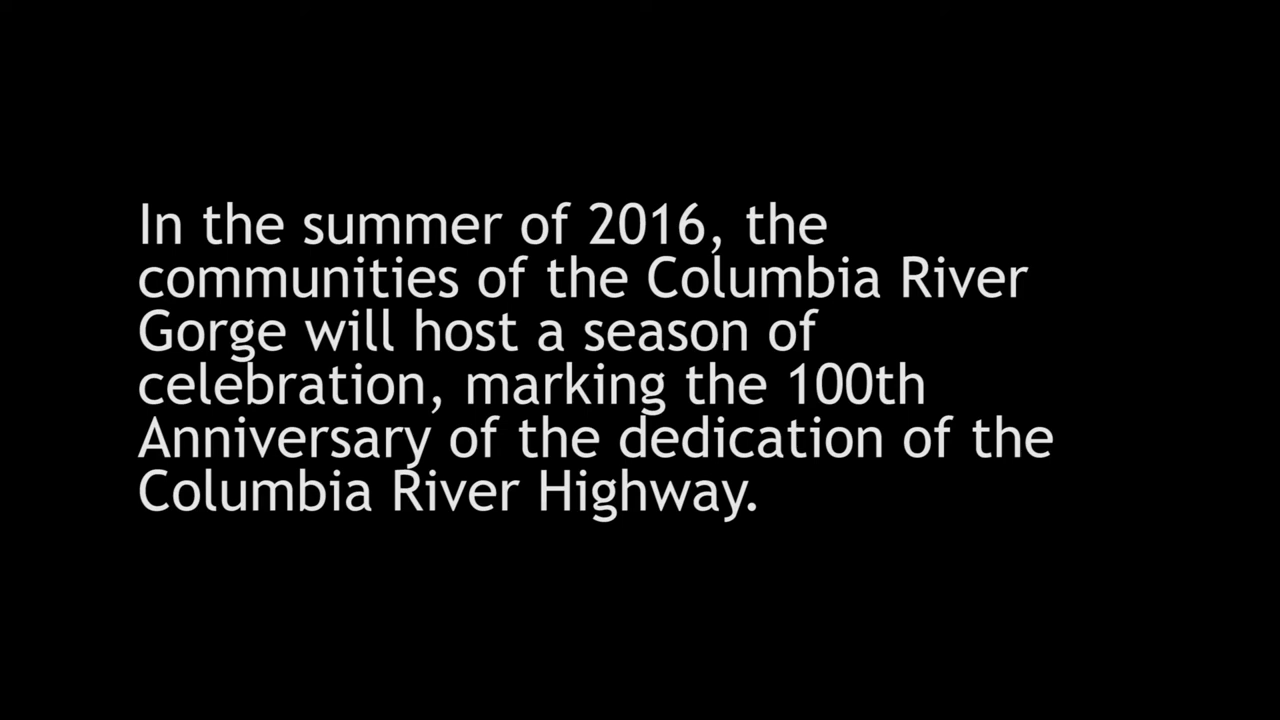 In the summer of 2016, the
communities of the Columbia River
Gorge will host a season of
celebration, marking the 100th
Anniversary of the dedication of the
Columbia River Highway.